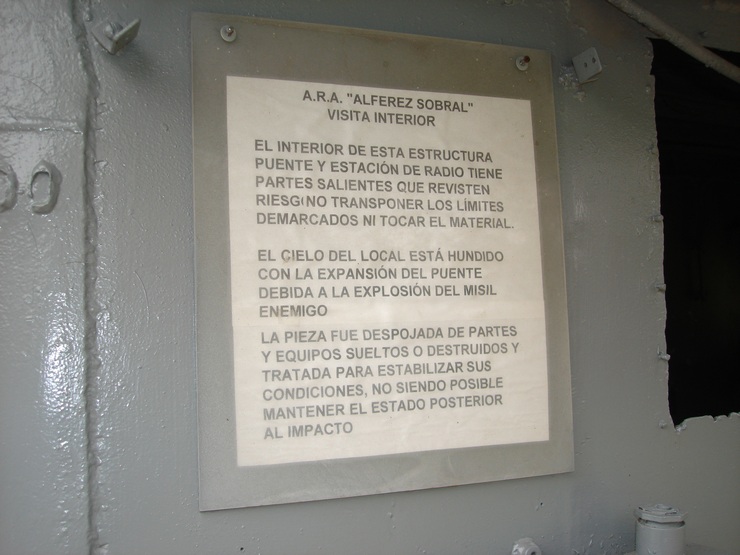 A.R.A. "ALFEREZ SOBRAL"
VISITA INTERIOR
EL INTERIOR DE ESTA ESTRUCTURA
PUENTE Y ESTACIÓN DE RADIO TIENE
PARTES SALIENTES QUE REVISTEN
RIESGO NO TRANSPONER LOS LÍMITES
DEMARCADOS NI TOCAR EL MATERIAL.
EL CIELO DEL LOCAL ESTÁ HUNDIDO
CON LA EXPANSIÓN DEL PUENTE
DEBIDA A LA EXPLOSIÓN DEL MISIL
ENEMIGO
LA PIEZA FUE DESPOJADA DE PARTES
Y EQUIPOS SUELTOS O DESTRUIDOS Y
TRATADA PARA ESTABILIZAR SUS
CONDICIONES, NO SIENDO POSIBLE
MANTENER EL ESTADO POSTERIOR
AL IMPACTO